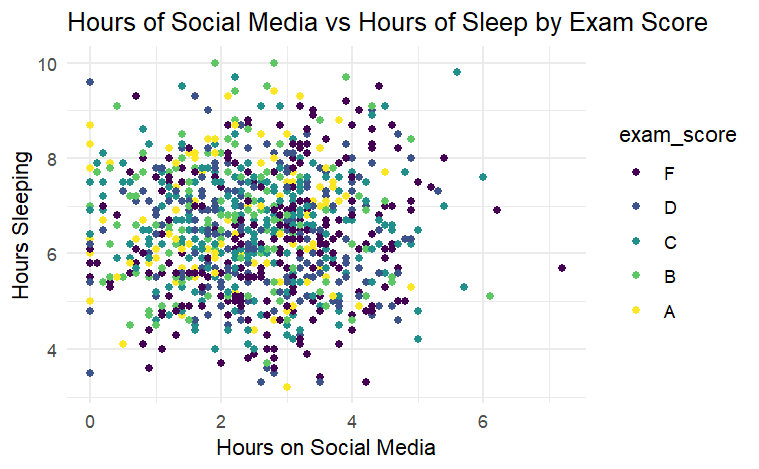 Hours of Social Media vs Hours of Sleep by Exam Score
10
8
6
4
Hours Sleeping
0 2 4 6
Hours on Social Media
exam_score
F
D
C
B
A